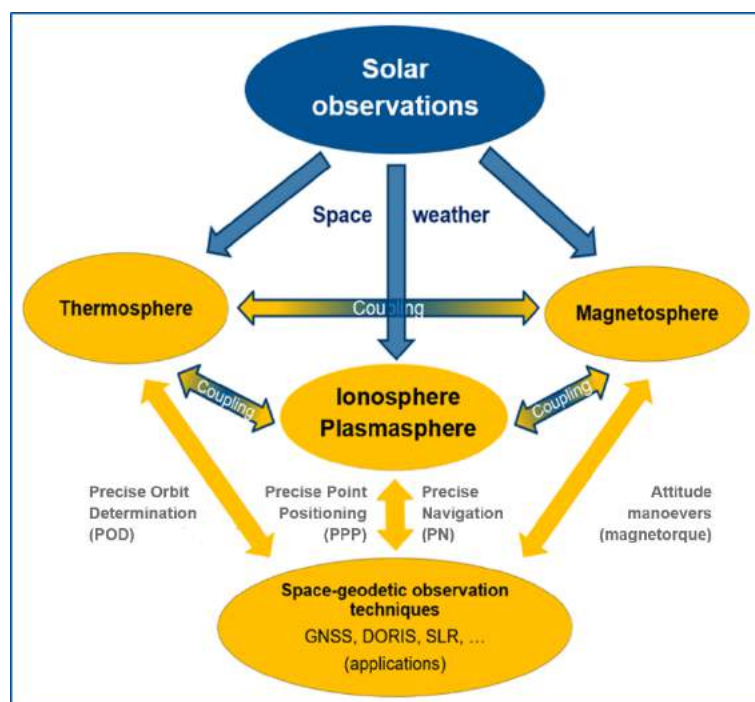 Solar
observations
Space weather
Thermosphere
Coupling
Magnetosphere
Coupling
Ionosphere
Plasmasphere
Coupling
Precise Orbit
Determination
(POD)
Precise Point
Positioning
(PPP)
Precise
Navigation
(PN)
Attitude
manoevers
(magnetorque)
Space-geodetic observation
techniques
GNSS, DORIS, SLR, ...
(applications)